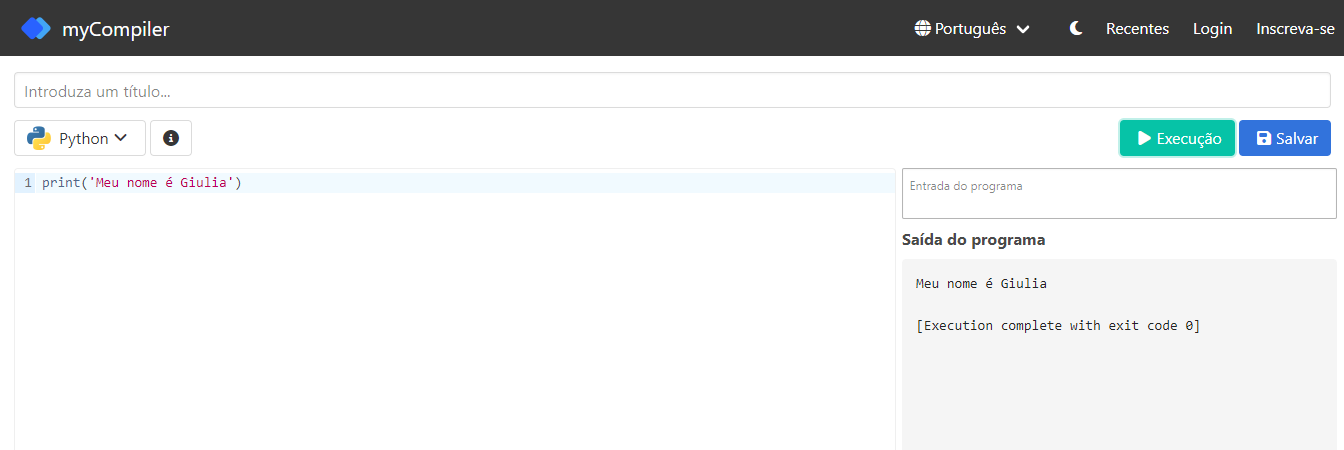 myCompiler
Português
Recentes
Login
Inscreva-se
Introduza um título...
Python
Execução
Salvar
1 print('Meu nome é Giulia')
Entrada do programa
Saída do programa
Meu nome é Giulia
[Execution complete with exit code 0]